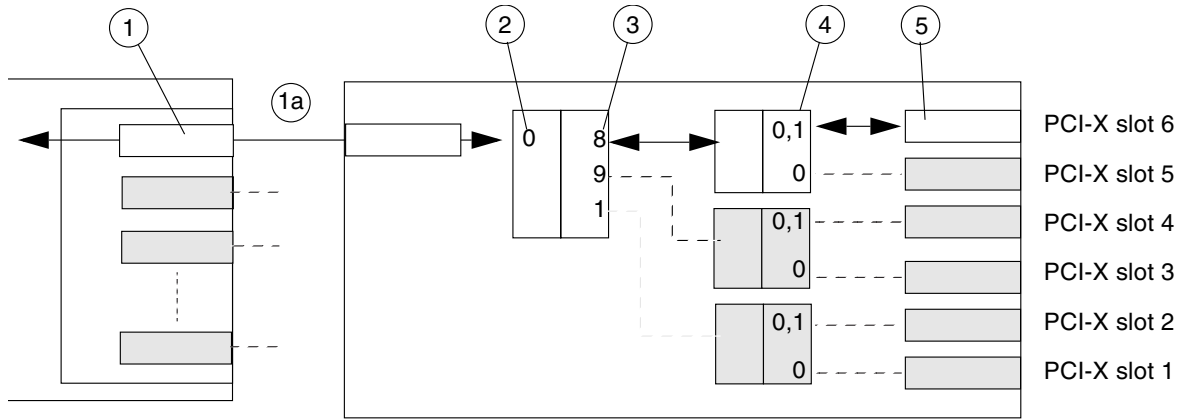 1
2
3
4
5
1a
0
8
0,1
PCI-X slot 6
9
0
PCI-X slot 5
1
0,1
PCI-X slot 4
0
PCI-X slot 3
0,1
PCI-X slot 2
0
PCI-X slot 1